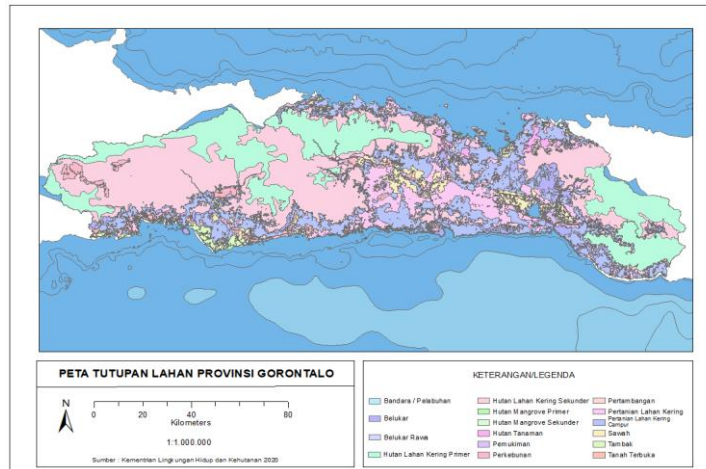 PETA TUTUPAN LAHAN PROVINSI GORONTALO
N
0 20 40 80
Kilometers
1:1.000.000
Sumber : Kementrian Lingkungan Hidup dan Kehutanan 2020
KETERANGAN/LEGENDA
Bandara / Pelabuhan
Belukar
Belukar Rawa
Hutan Lahan Kering Primer
Hutan Lahan Kering Sekunder
Hutan Mangrove Primer
Hutan Mangrove Sekunder
Hutan Tanaman
Pemukiman
Perkebunan
Pertambangan
Pertanian Lahan Kering
Pertanian Lahan Kering
Campur
Sawah
Tambak
Tanah Terbuka